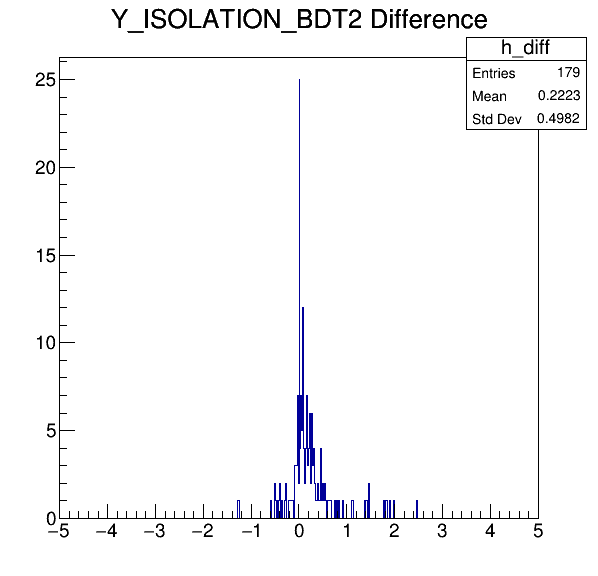 Y_ISOLATION_BDT2 Difference
h_diff
Entries 179
Mean 0.2223
Std Dev 0.4982
25
20
15
10
5
0
−5 −4 −3 −2 −1 0 1 2 3 4 5